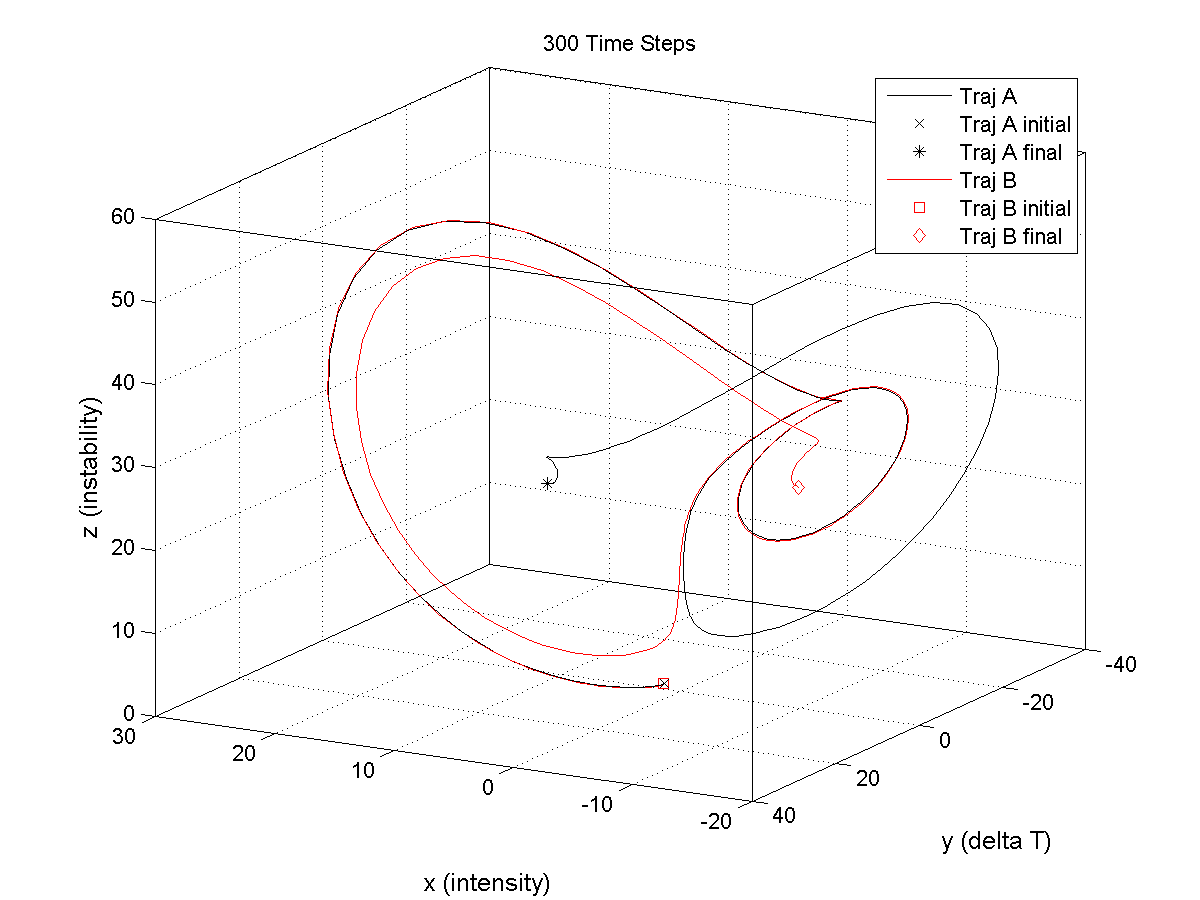 300 Time Steps
Traj A
Traj A initial
Traj A final
Traj B
Traj B initial
Traj B final
60
50
40
30
20
10
0
z (instability)
30
20
10
0
-10
-20
x (intensity)
40
20
0
-20
-40
y (delta T)